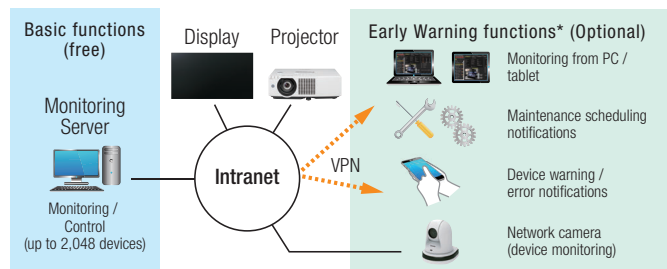 Basic functions
(free)
Monitoring
Server
Monitoring /
Control
(up to 2,048 devices)
Display
Projector
Intranet
VPN
Early Warning functions* (Optional)
Monitoring from PC /
tablet
Maintenance scheduling
notifications
Device warning /
error notifications
Network camera
(device monitoring)